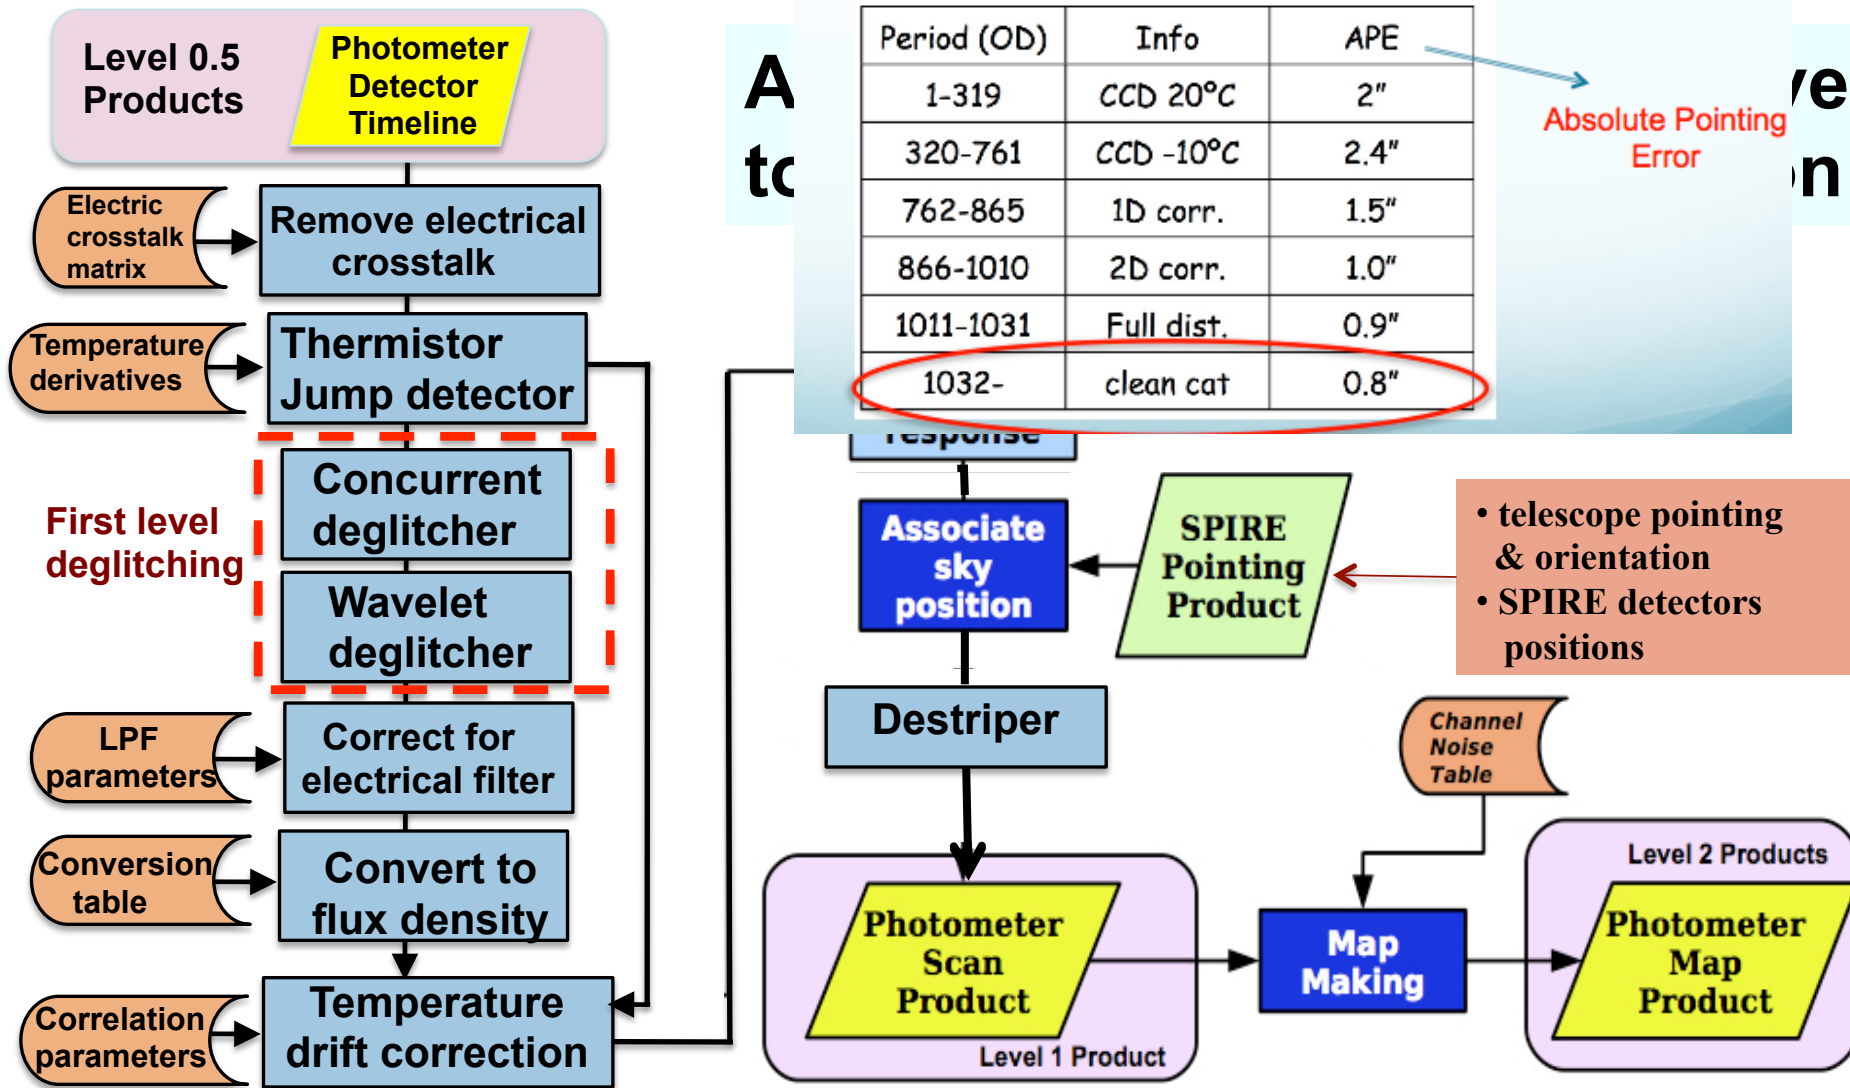 Level 0.5
Products
Photometer
Detector
Timeline
Electric
crosstalk
matrix
Remove electrical
crosstalk
Temperature
derivatives
Thermistor
Jump detector
First level
deglitching
Concurrent
deglitcher
Wavelet
deglitcher
LPF
parameters
Correct for
electrical filter
Conversion
table
Convert to
flux density
Correlation
parameters
Temperature
drift correction
Period (OD) Info APE
1-319 CCD 20°C 2"
320-761 CCD -10°C 2.4"
762-865 1D corr. 1.5"
866-1010 2D corr. 1.0"
1011-1031 Full dist. 0.9"
1032- clean cat 0.8"
Absolute Pointing
Error
response
Associate
sky
position
SPIRE
Pointing
Product
• telescope pointing
& orientation
• SPIRE detectors
positions
Destriper
Channel
Noise
Table
Photometer
Scan
Product
Level 1 Product
Map
Making
Level 2 Products
Photometer
Map
Product